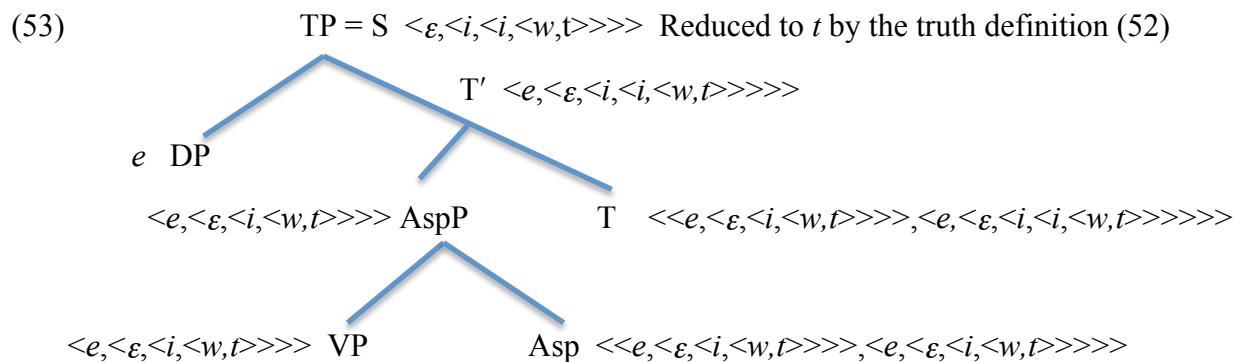 (53) TP = S <ε,<i,<i,<w,t>>>> Reduced to t by the truth definition (52)
T′ <e,<ε,<i,<i,<w,t>>>>>
e DP
<e,<ε,<i,<w,t>>>> AspP T <<e,<ε,<i,<w,t>>>>,<e,<ε,<i,<i,<w,t>>>>>>
<e,<ε,<i,<w,t>>>> VP Asp <<e,<ε,<i,<w,t>>>>,<e,<ε,<i,<w,t>>>>>